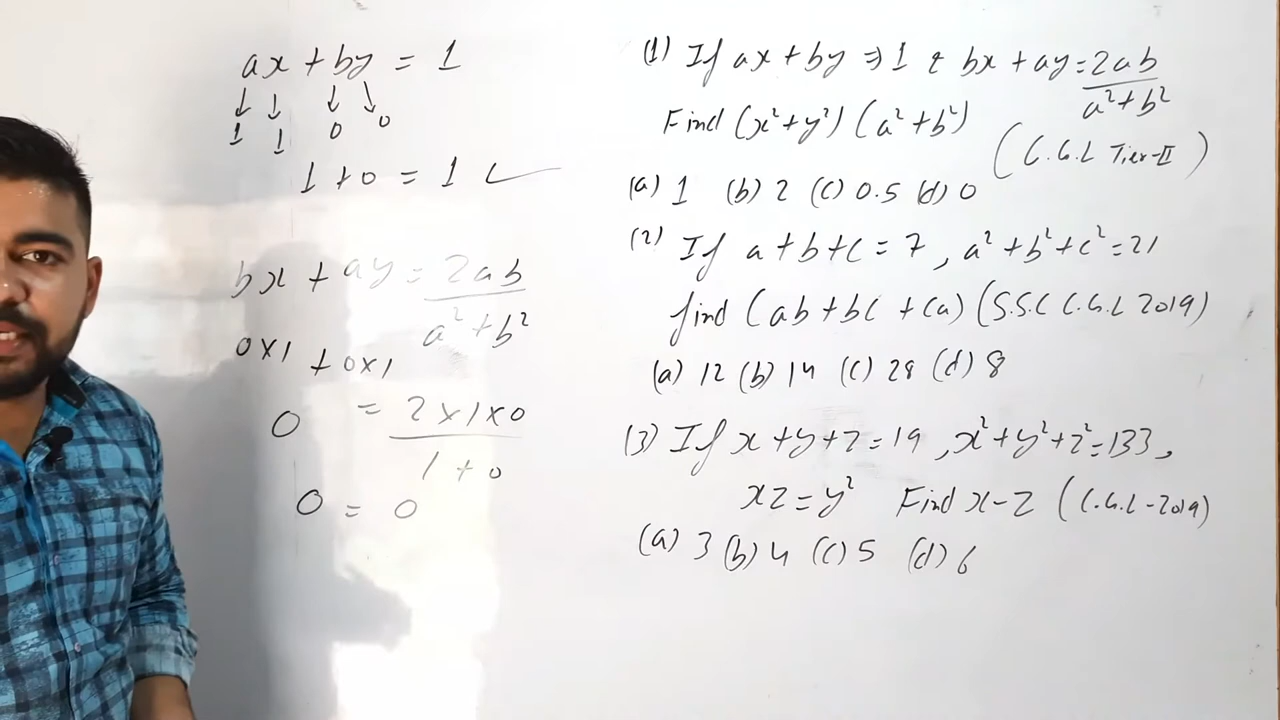 ax + by = 1
↓ ↓ ↓ ↓
1 1 0 0
1 + 0 = 1 ✓
bx + ay = 2ab / a² + b²
0x1 + 0x1
0 = 2x1x0 / 1 + 0
0 = 0
(1) If ax + by ⇒ 1 & bx + ay = 2ab / a² + b²
Find (x² + y²) (a² + b²)
(C.G.L Tier-II)
(a) 1 (b) 2 (c) 0.5 (d) 0
(2) If a + b + c = 7, a² + b² + c² = 21
find (ab + bc + ca) (S.S.C C.G.L 2019)
(a) 12 (b) 14 (c) 28 (d) 8
(3) If x + y + z = 19, x² + y² + z² = 133,
xz = y² Find x - z (C.G.L - 2019)
(a) 3 (b) 4 (c) 5 (d) 6